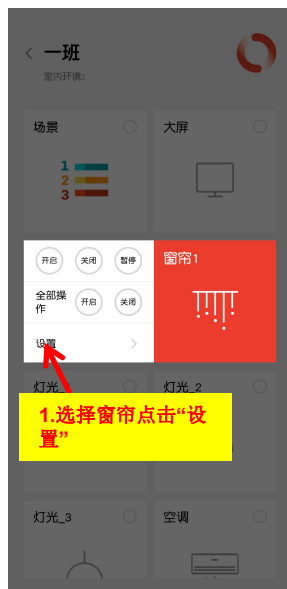 一班
室内环境:
场景
大屏
1
2
3
开启 关闭 暂停
窗帘1
全部操作 开启 关闭
设置
灯光_2
1.选择窗帘点击“设
置”
灯光_3
空调